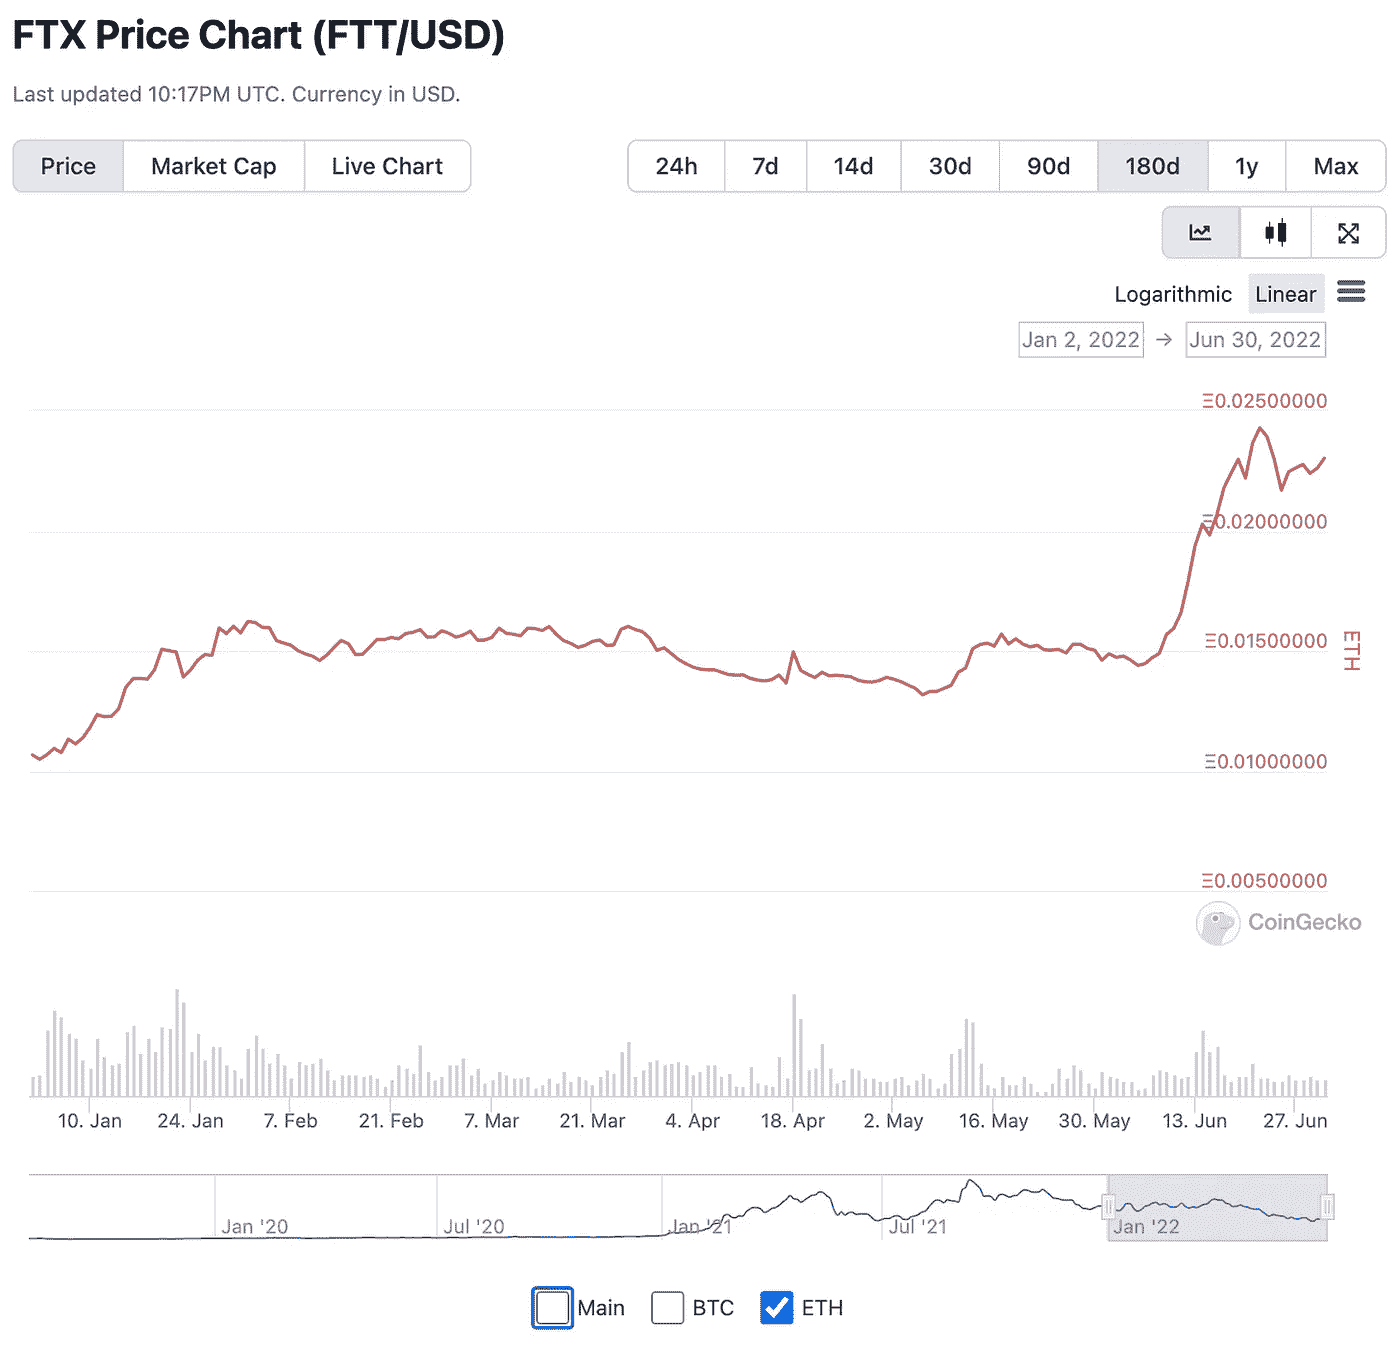 FTX Price Chart (FTT/USD)
Last updated 10:17PM UTC. Currency in USD.
Price Market Cap Live Chart 24h 7d 14d 30d 90d 180d 1y Max
Logarithmic Linear
Jan 2, 2022 → Jun 30, 2022
Ξ0.02500000
Ξ0.02000000
Ξ0.01500000
ETH
Ξ0.01000000
Ξ0.00500000
CoinGecko
10. Jan 24. Jan 7. Feb 21. Feb 7. Mar 21. Mar 4. Apr 18. Apr 2. May 16. May 30. May 13. Jun 27. Jun
Jan '20 Jul '20 Jan '21 Jul '21 Jan '22
Main BTC ETH